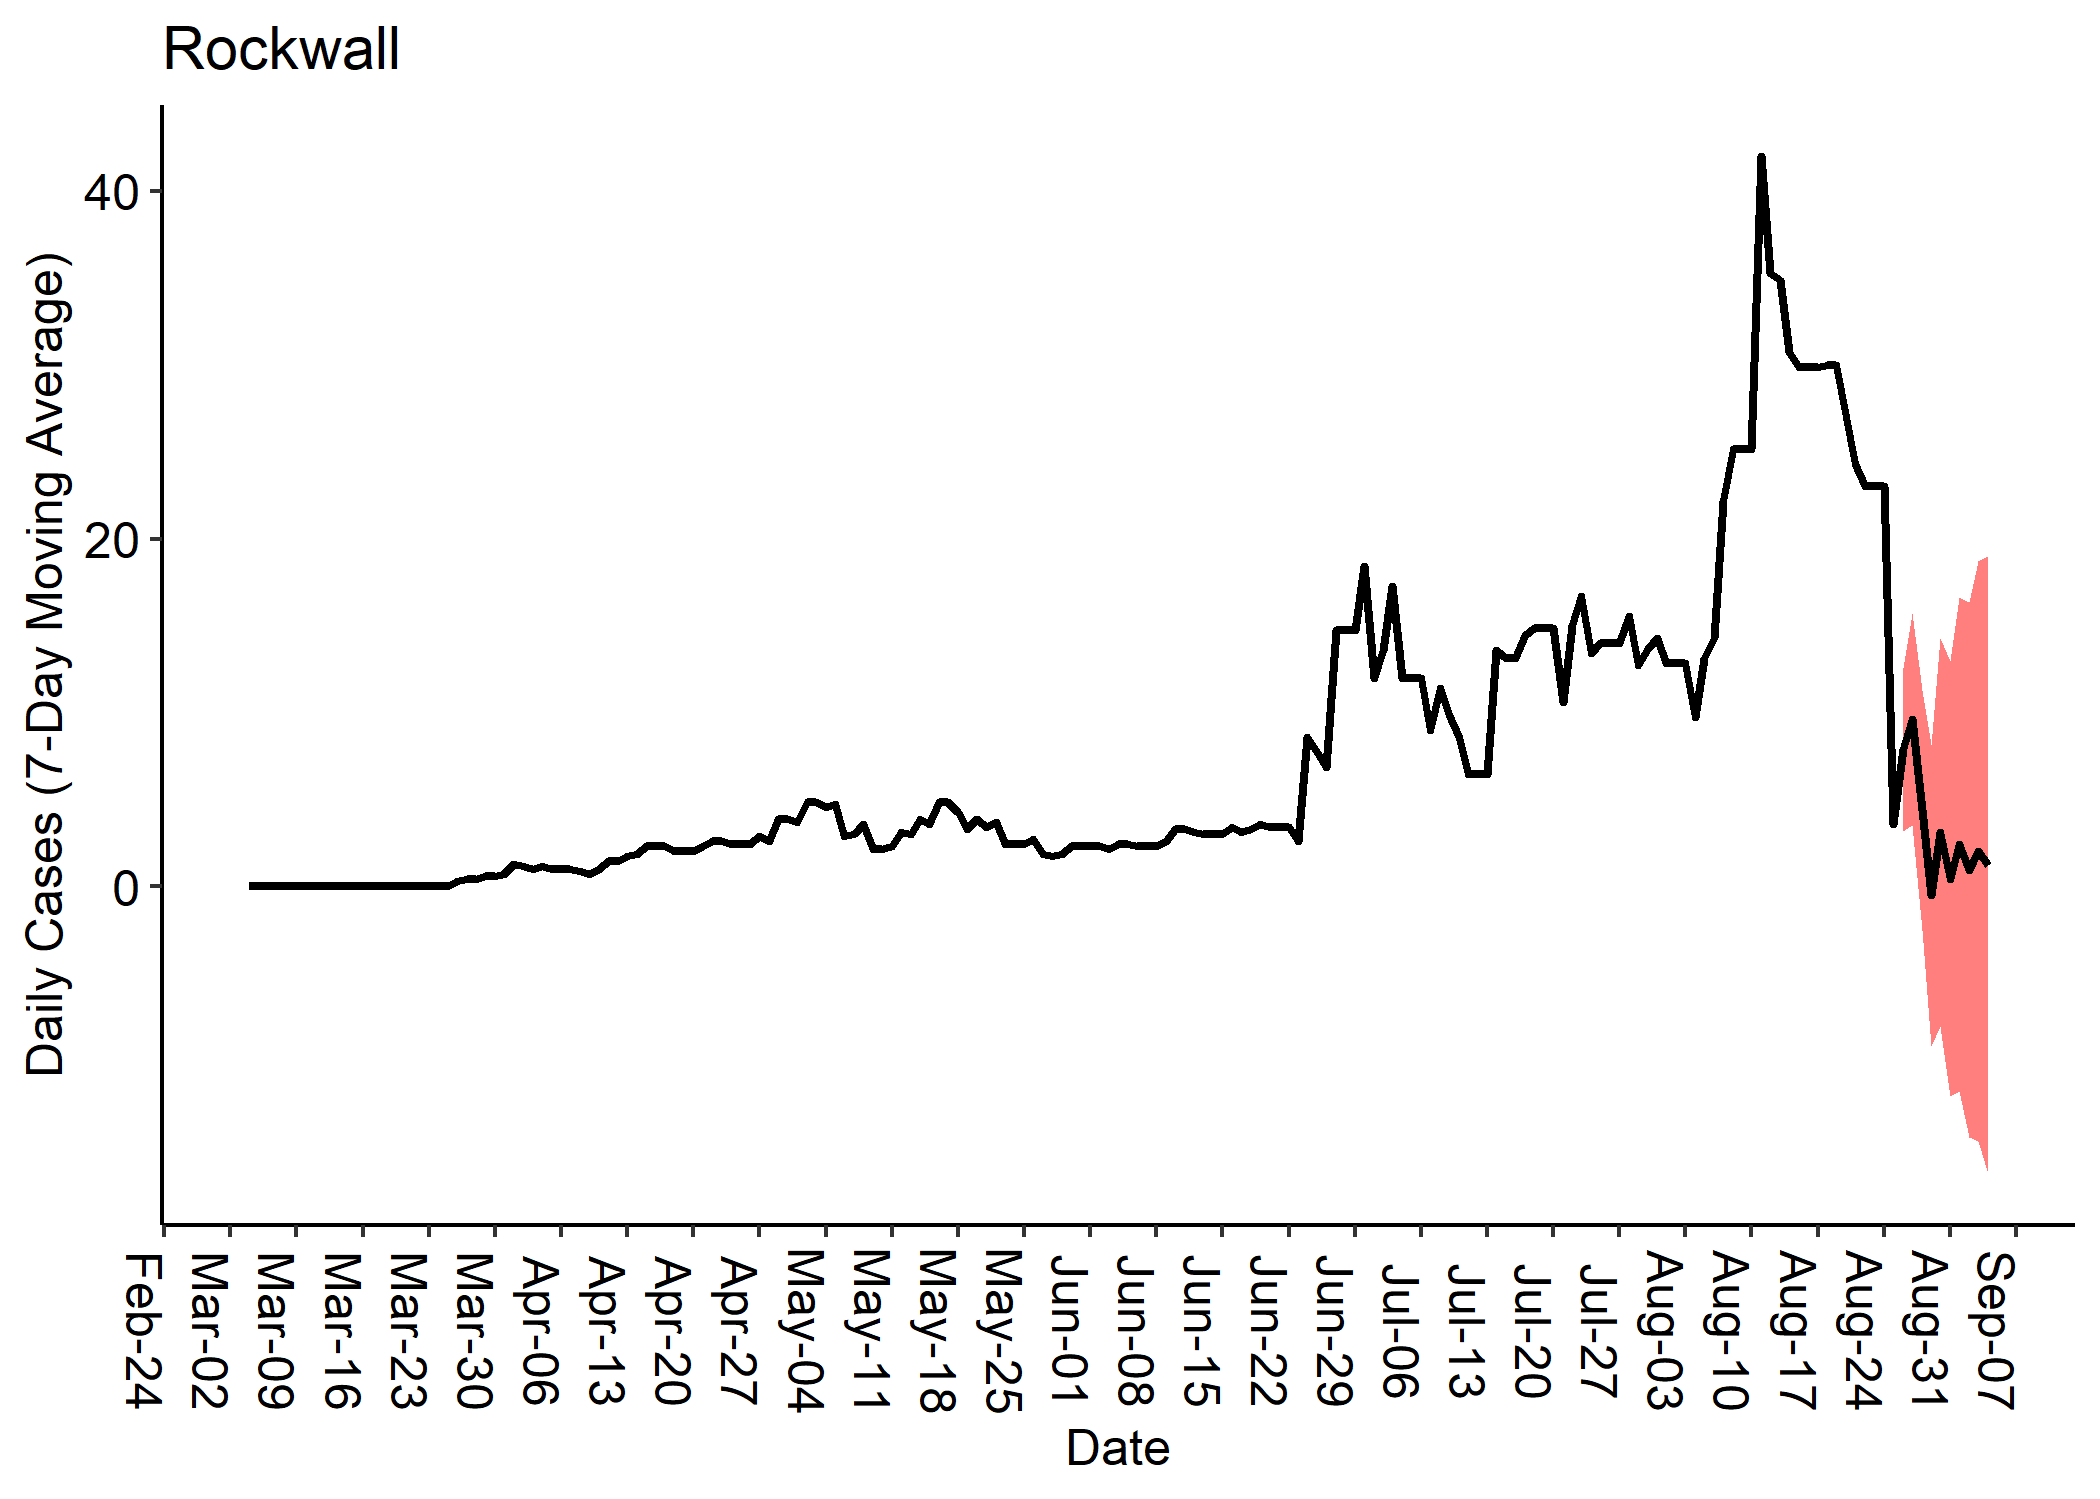 Rockwall
Daily Cases (7-Day Moving Average)
40
20
0
Feb-24
Mar-02
Mar-09
Mar-16
Mar-23
Mar-30
Apr-06
Apr-13
Apr-20
Apr-27
May-04
May-11
May-18
May-25
Jun-01
Jun-08
Jun-15
Jun-22
Jun-29
Jul-06
Jul-13
Jul-20
Jul-27
Aug-03
Aug-10
Aug-17
Aug-24
Aug-31
Sep-07
Date